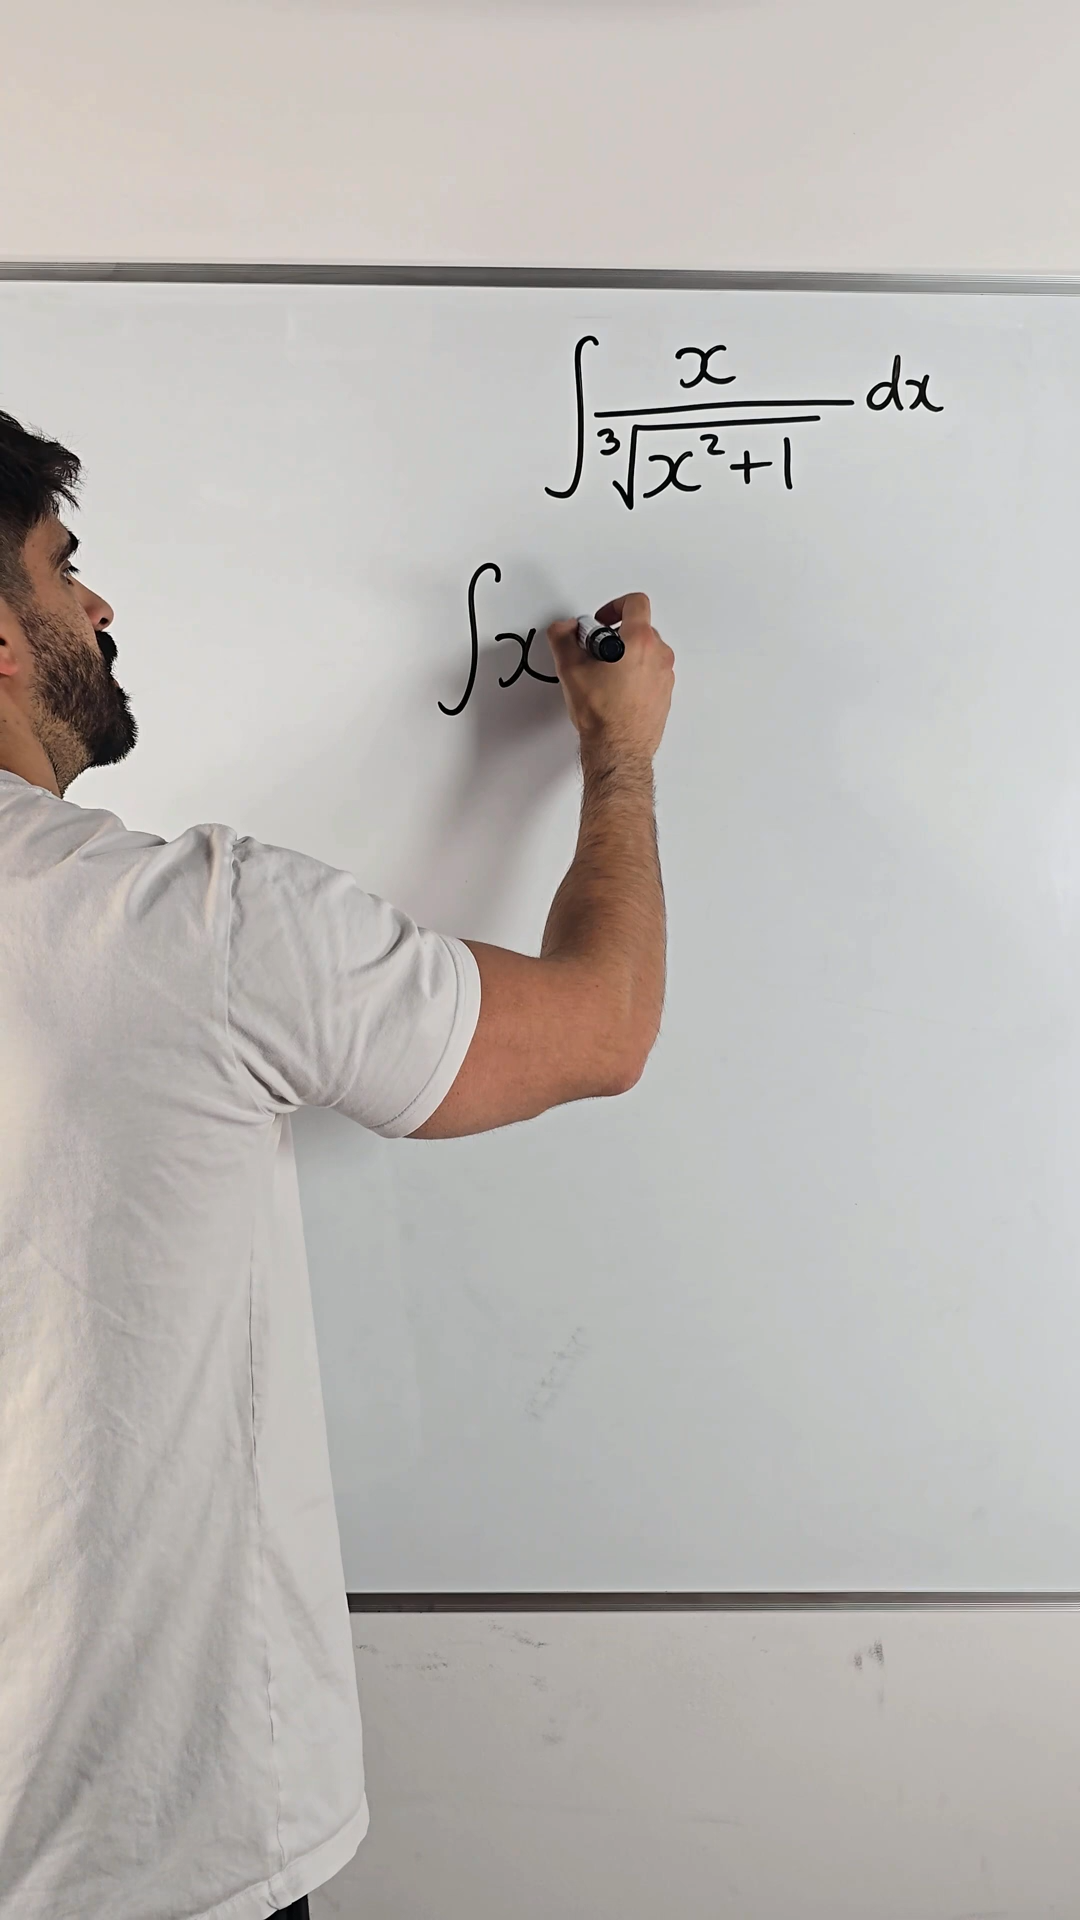 ∫ x / ∛(x²+1) dx
∫ x